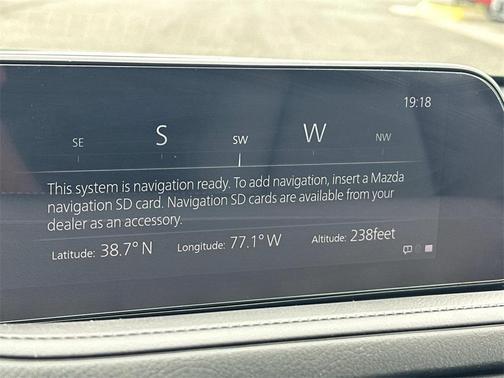 19:18
SE S SW W NW
This system is navigation ready. To add navigation, insert a Mazda
navigation SD card. Navigation SD cards are available from your
dealer as an accessory.
Latitude: 38.7° N Longitude: 77.1° W Altitude: 238feet